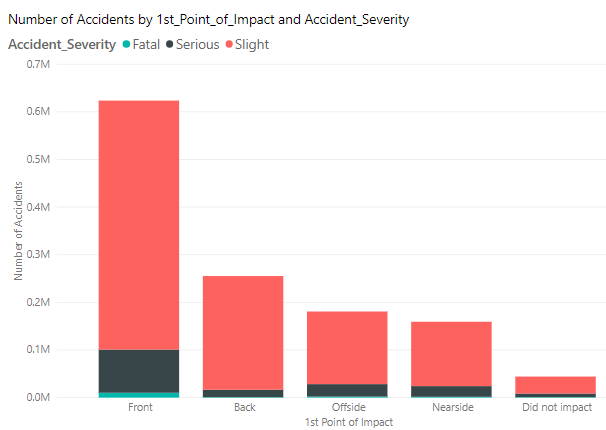 Number of Accidents by 1st_Point_of_Impact and Accident_Severity
Accident_Severity Fatal Serious Slight
0.7M
0.6M
0.5M
0.4M
0.3M
0.2M
0.1M
0.0M
Number of Accidents
Front Back Offside Nearside Did not impact
1st Point of Impact